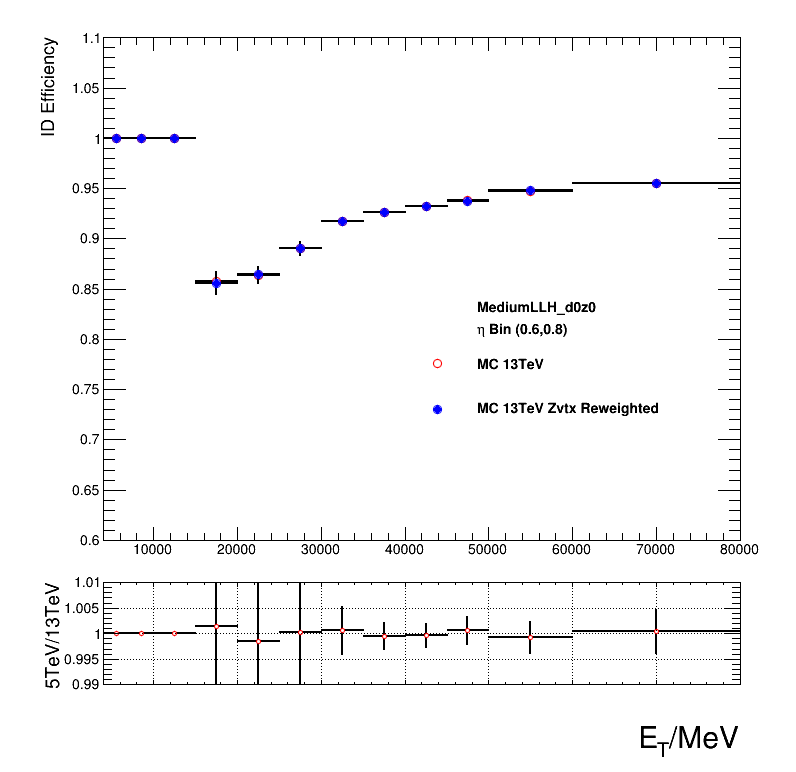 ID Efficiency
1.1
1.05
1
0.95
0.9
0.85
0.8
0.75
0.7
0.65
0.6
MediumLLH_d0z0
η Bin (0.6,0.8)
MC 13TeV
MC 13TeV Zvtx Reweighted
10000 20000 30000 40000 50000 60000 70000 80000
5TeV/13TeV
1.01
1.005
1
0.995
0.99
E_T/MeV